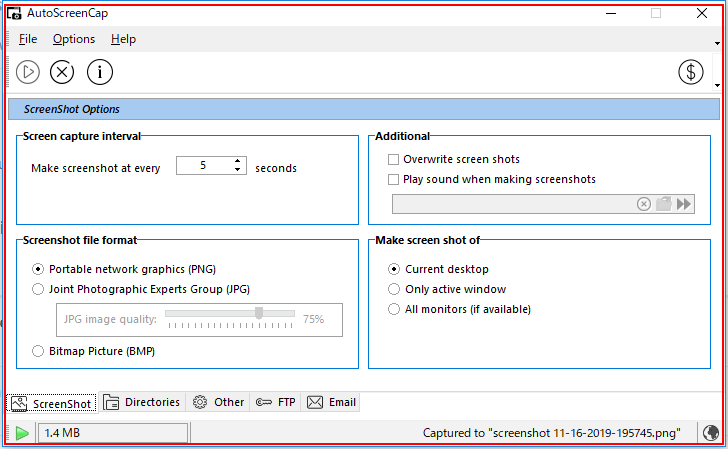 AutoScreenCap
File Options Help
ScreenShot Options
Screen capture interval
Make screenshot at every 5 seconds
Additional
Overwrite screen shots
Play sound when making screenshots
Screenshot file format
Portable network graphics (PNG)
Joint Photographic Experts Group (JPG)
JPG image quality: 75%
Bitmap Picture (BMP)
Make screen shot of
Current desktop
Only active window
All monitors (if available)
ScreenShot Directories Other FTP Email
1.4 MB Captured to "screenshot 11-16-2019-195745.png"